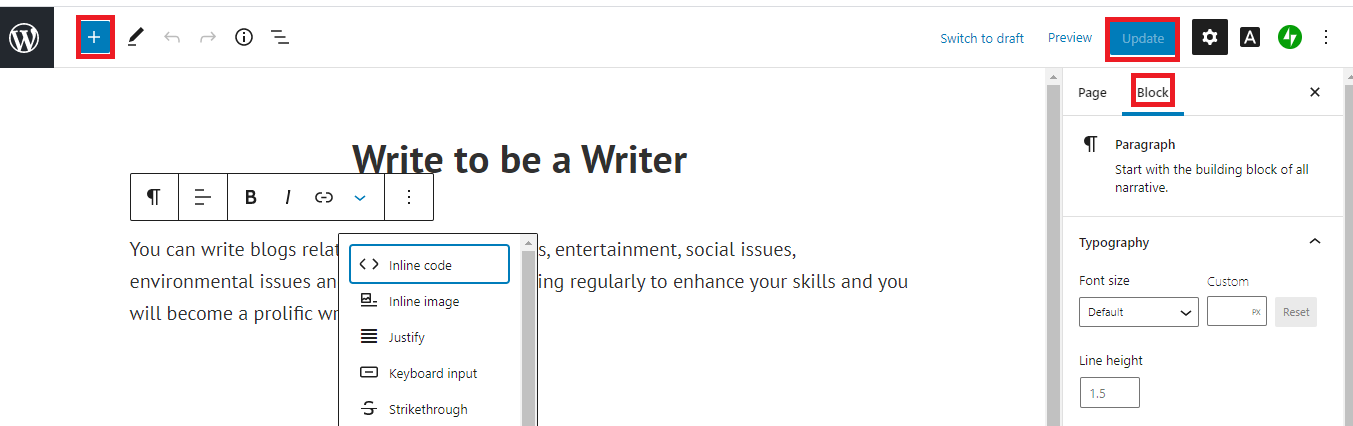 Switch to draft Preview Update
Page Block
Write to be a Writer
Paragraph
Start with the building block of all
narrative.
B I
You can write blogs relat s, entertainment, social issues,
environmental issues an ing regularly to enhance your skills and you
will become a prolific wr
Inline code
Inline image
Justify
Keyboard input
Strikethrough
Typography
Font size Custom
Default PX Reset
Line height
1.5